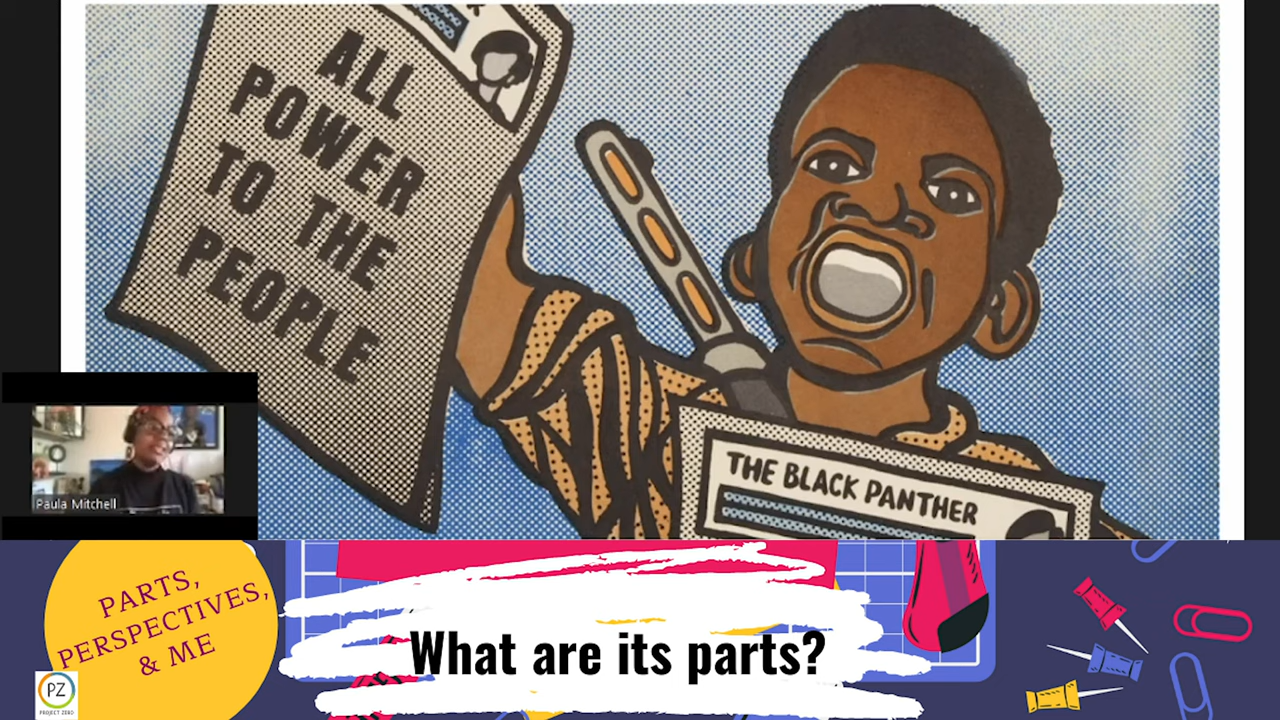 ALL
POWER
TO THE
PEOPLE
THE BLACK PANTHER
Paula Mitchell
PARTS,
PERSPECTIVES,
& ME
PZ
PROJECT ZERO
What are its parts?